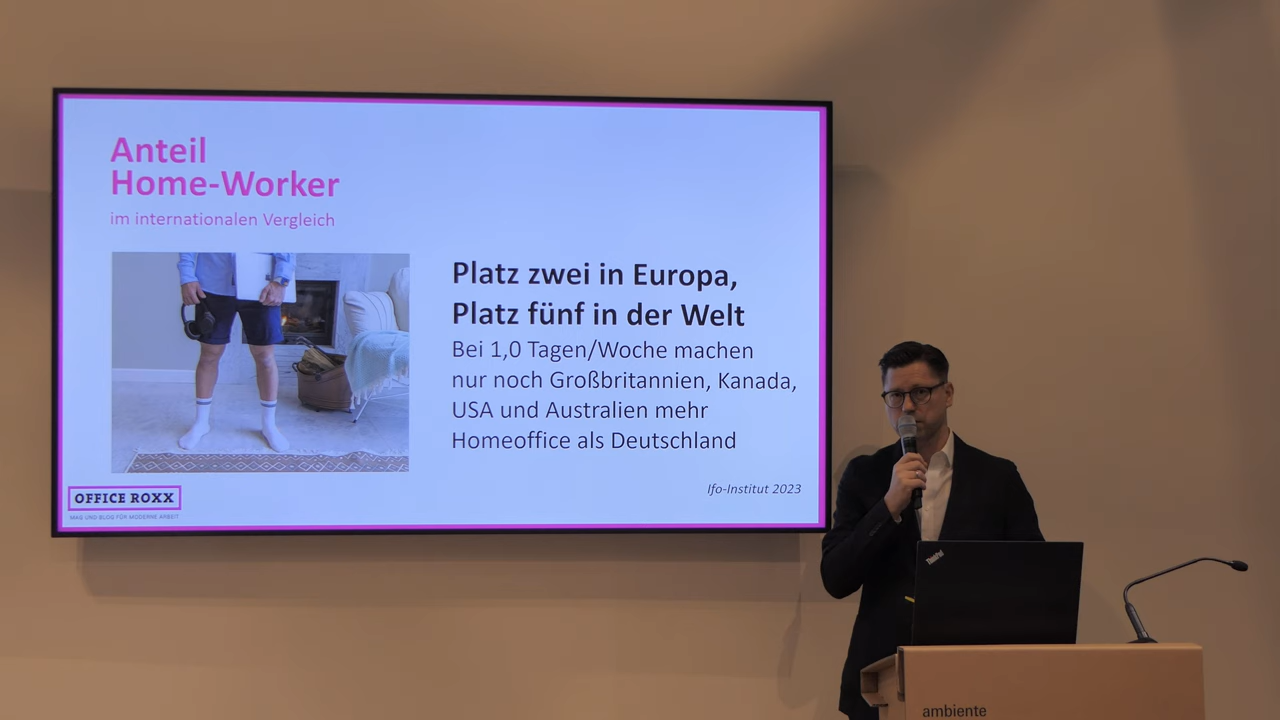 Anteil
Home-Worker
im internationalen Vergleich
Platz zwei in Europa,
Platz fünf in der Welt
Bei 1,0 Tagen/Woche machen
nur noch Großbritannien, Kanada,
USA und Australien mehr
Homeoffice als Deutschland
Ifo-Institut 2023
OFFICE ROXX
MAG UND BLOG FÜR MODERNE ARBEIT
ThinkPad
ambiente